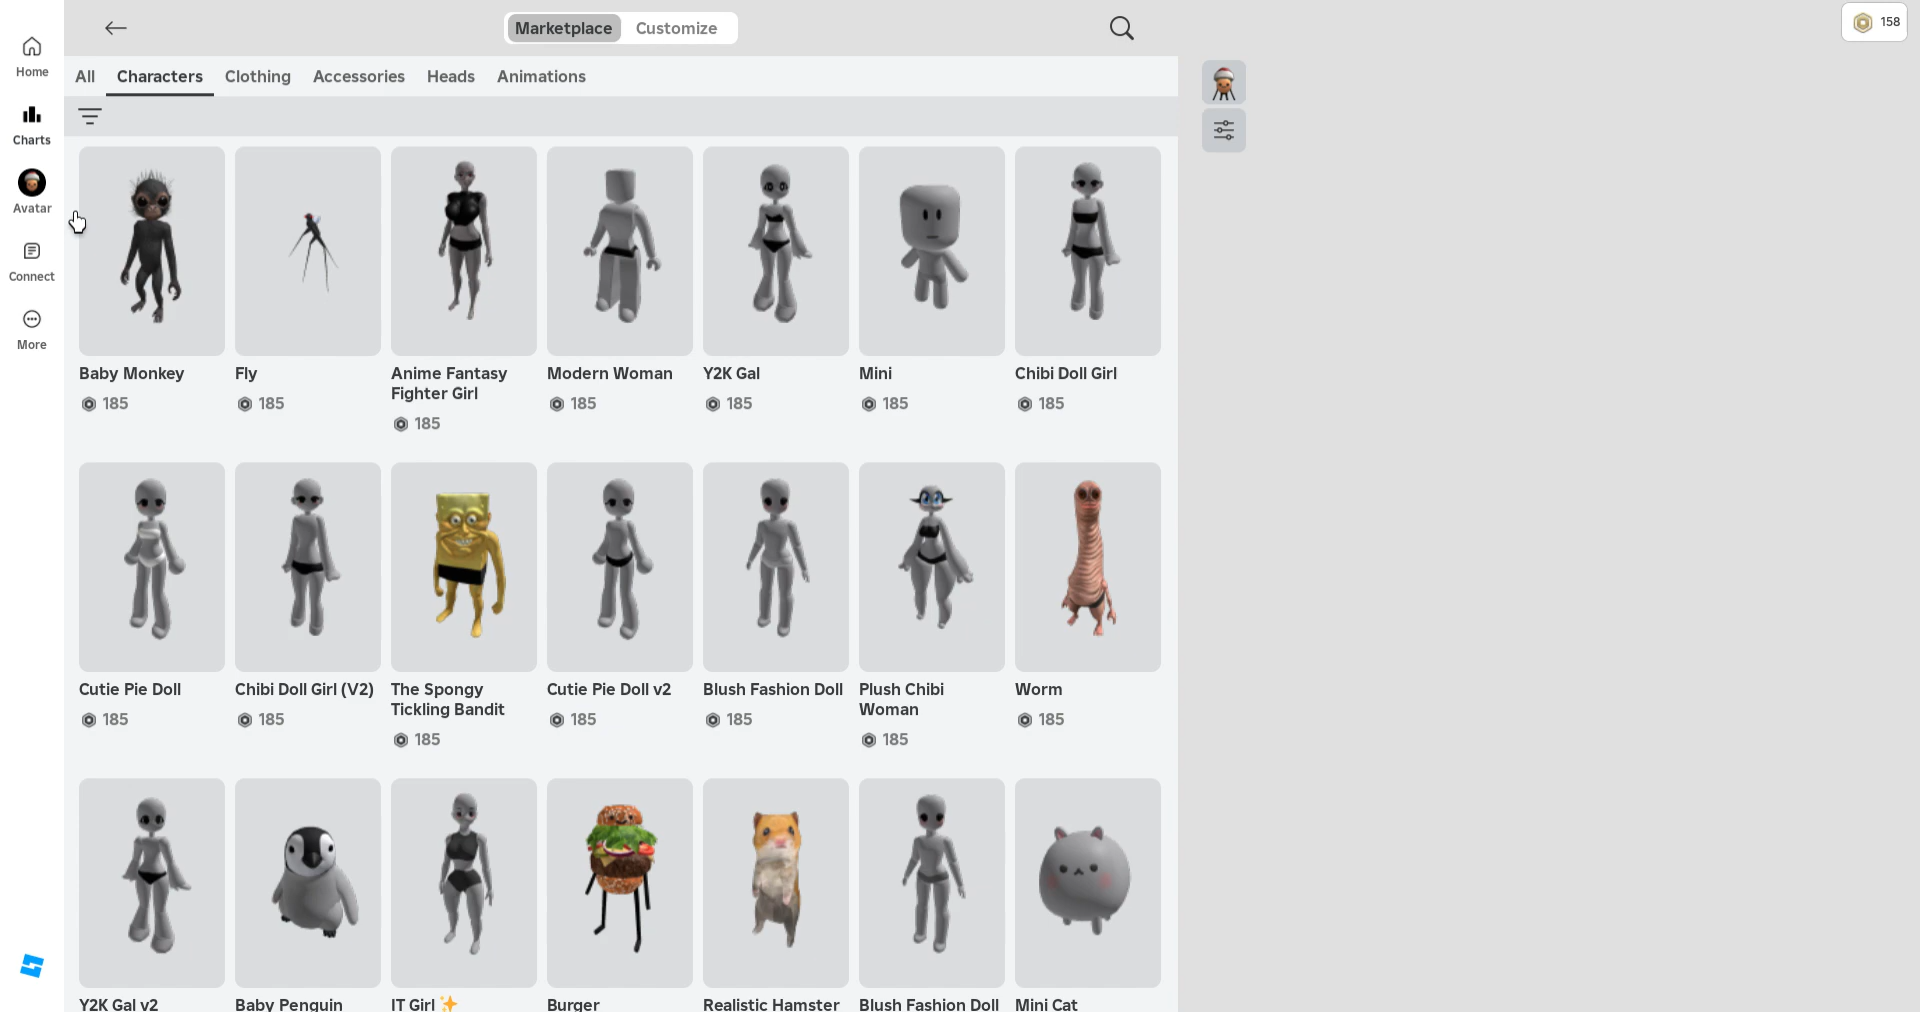 Marketplace Customize
158
Home
Charts
Avatar
Connect
More
All Characters Clothing Accessories Heads Animations
Baby Monkey
185
Fly
185
Anime Fantasy
Fighter Girl
185
Modern Woman
185
Y2K Gal
185
Mini
185
Chibi Doll Girl
185
Cutie Pie Doll
185
Chibi Doll Girl (V2)
185
The Spongy
Tickling Bandit
185
Cutie Pie Doll v2
185
Blush Fashion Doll
185
Plush Chibi
Woman
185
Worm
185
Y2K Gal v2
Baby Penguin
IT Girl ✨
Burger
Realistic Hamster
Blush Fashion Doll
Mini Cat